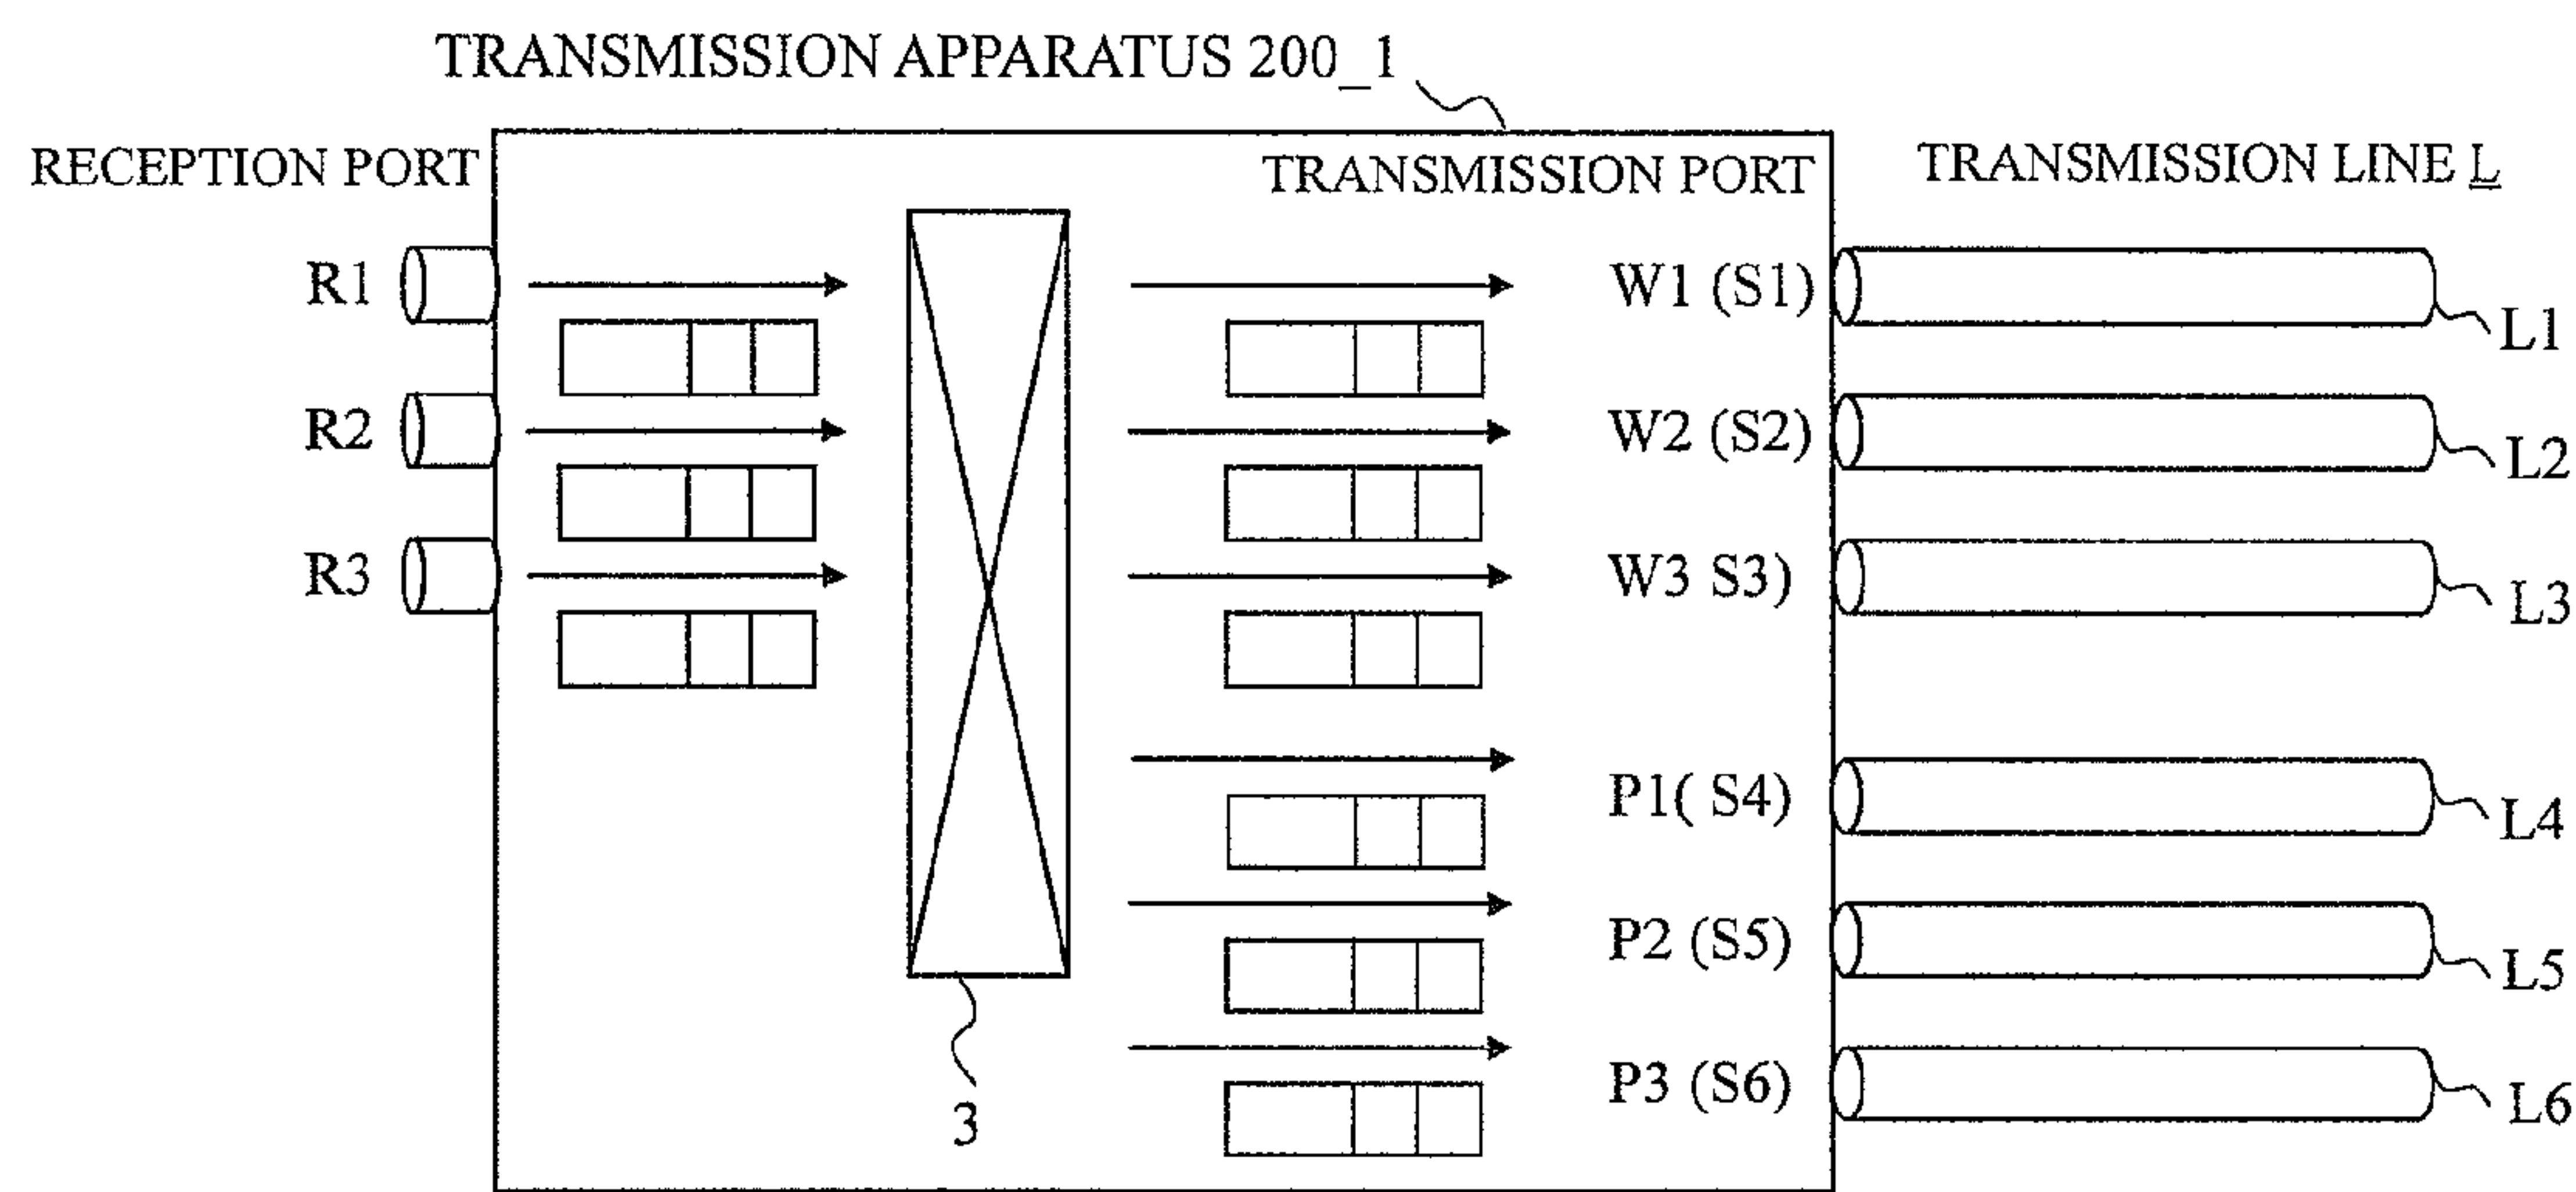 TRANSMISSION APPARATUS 200_1
RECEPTION PORT
TRANSMISSION PORT
TRANSMISSION LINE L
R1
W1 (S1)
L1
R2
W2 (S2)
L2
R3
W3 S3)
L3
P1( S4)
L4
P2 (S5)
L5
P3 (S6)
L6
3